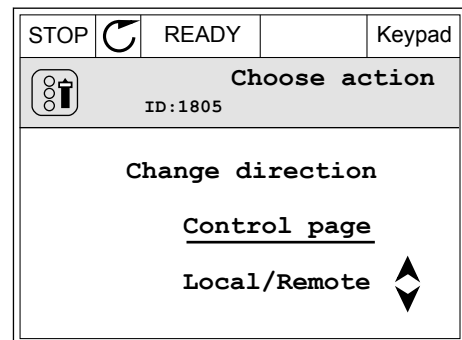 STOP READY Keypad
Choose action
ID:1805
Change direction
Control page
Local/Remote